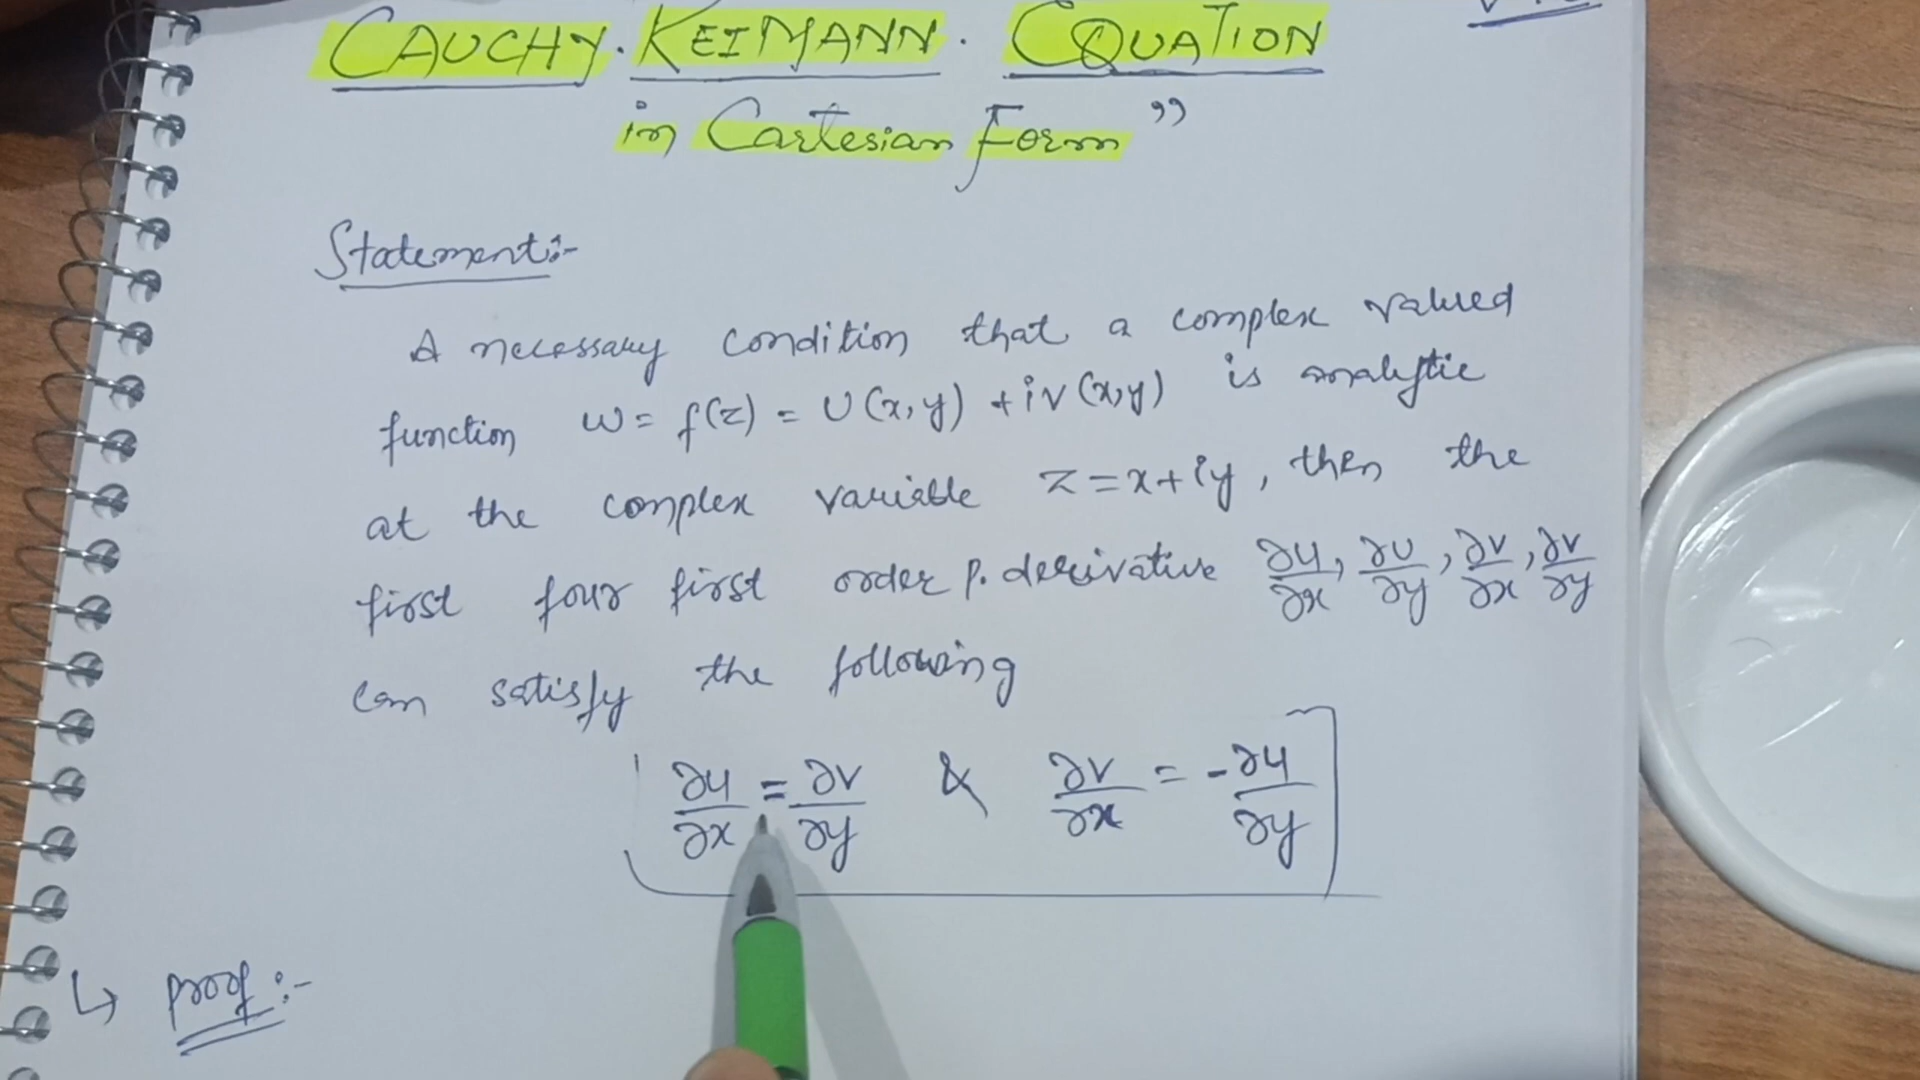 CAUCHY. REIMANN. EQUATION
in Cartesian Form ”
Statement:-
A necessary condition that a complex valued
function w = f(z) = U(x,y) + iv(x,y) is analytic
at the complex variable z = x + iy, then the
first four first order p. derivative ∂u/∂x, ∂u/∂y, ∂v/∂x, ∂v/∂y
can satisfy the following
∂u/∂x = ∂v/∂y & ∂v/∂x = -∂u/∂y
↳ proof:-